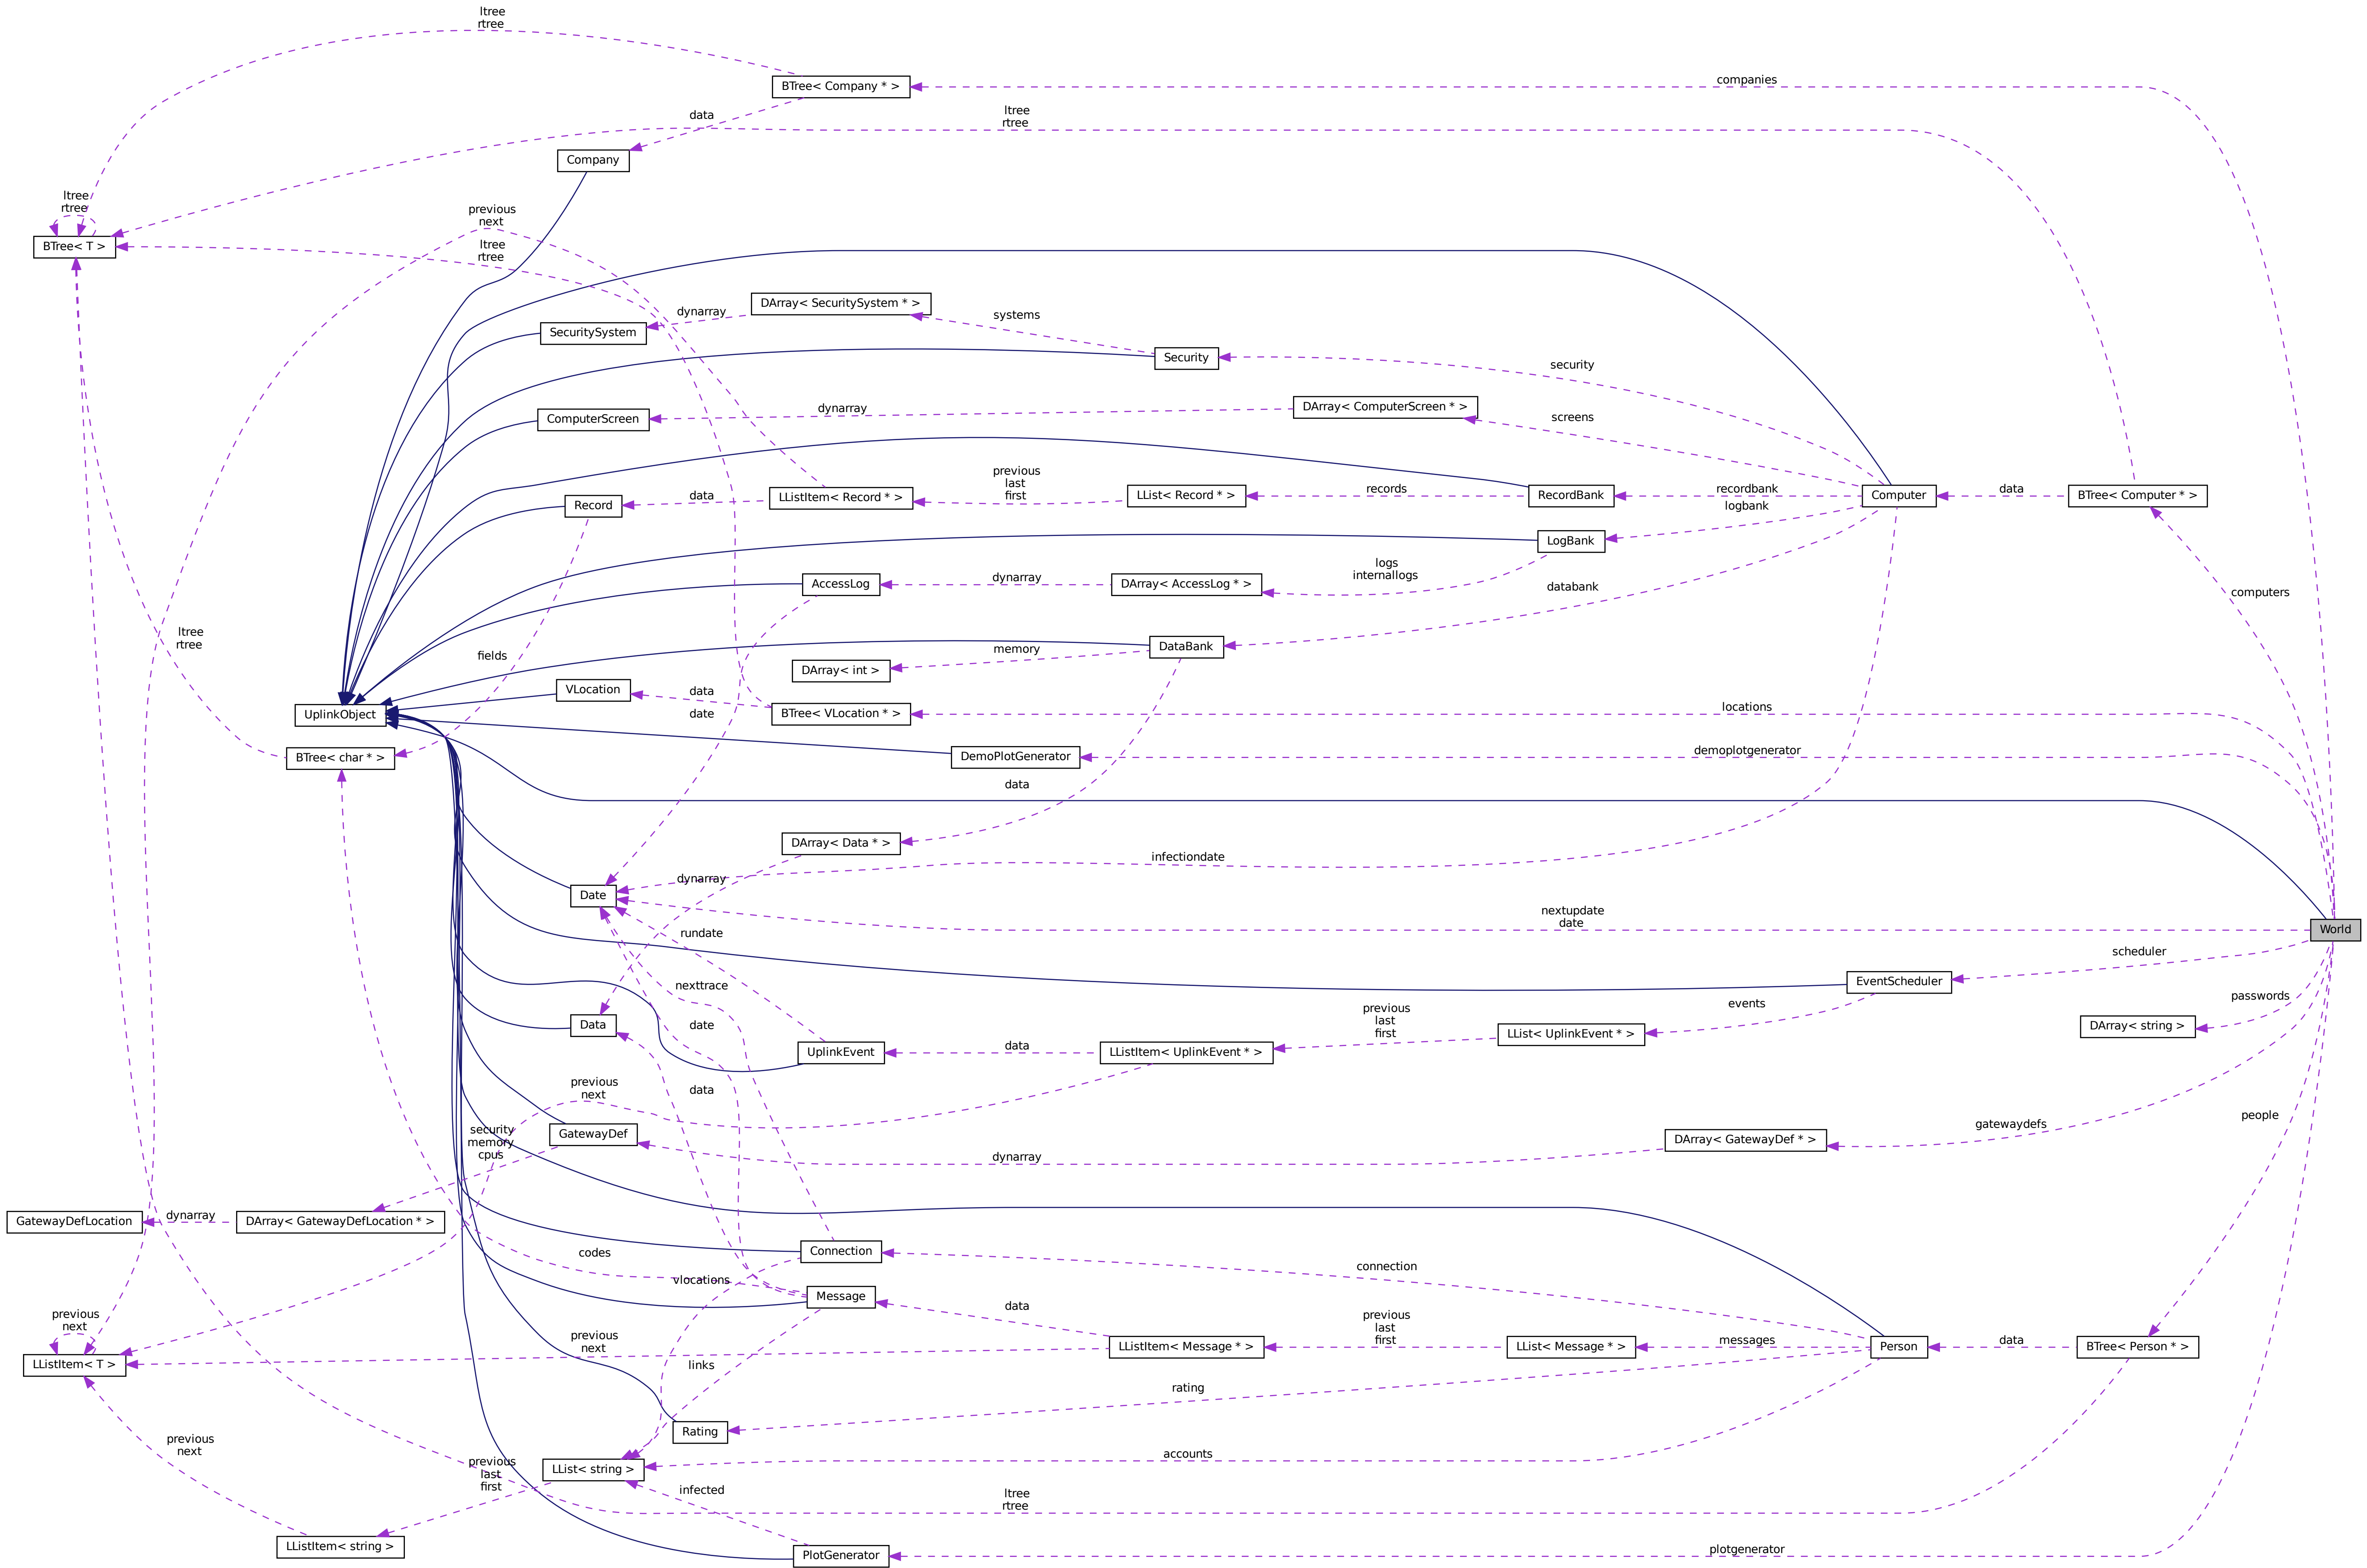 ltree
rtree
BTree< Company * >
companies
data
ltree
rtree
Company
ltree
rtree
previous
next
BTree< T >
ltree
rtree
DArray< SecuritySystem * >
dynarray
systems
SecuritySystem
Security
security
DArray< ComputerScreen * >
dynarray
ComputerScreen
screens
previous
last
first
Record
data
LListItem< Record * >
LList< Record * >
records
RecordBank
recordbank
logbank
Computer
data
BTree< Computer * >
LogBank
logs
internallogs
AccessLog
dynarray
DArray< AccessLog * >
databank
computers
ltree
rtree
fields
DataBank
memory
DArray< int >
VLocation
data
date
UplinkObject
BTree< VLocation * >
locations
BTree< char * >
DemoPlotGenerator
demoplotgenerator
data
DArray< Data * >
infectiondate
dynarray
Date
nextupdate
date
World
rundate
scheduler
EventScheduler
nexttrace
events
passwords
Data
date
previous
last
first
LList< UplinkEvent * >
DArray< string >
UplinkEvent
data
LListItem< UplinkEvent * >
data
previous
next
people
gatewaydefs
security
memory
cpus
GatewayDef
DArray< GatewayDef * >
dynarray
GatewayDefLocation
dynarray
DArray< GatewayDefLocation * >
codes
Connection
connection
vlocations
Message
data
previous
next
previous
last
first
LListItem< T >
previous
next
links
LListItem< Message * >
LList< Message * >
messages
Person
data
BTree< Person * >
rating
Rating
previous
next
accounts
previous
last
first
LList< string >
infected
ltree
rtree
LListItem< string >
PlotGenerator
plotgenerator